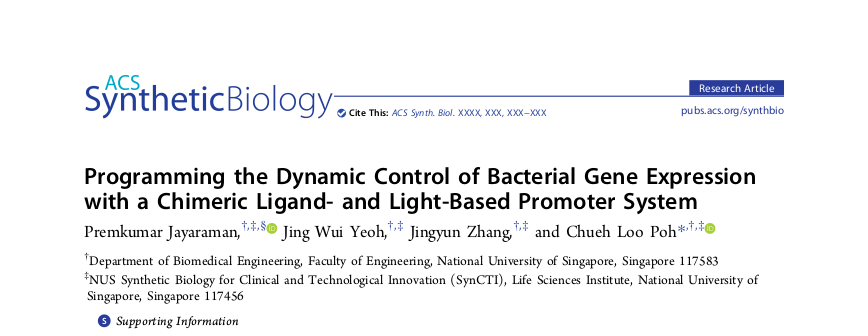 ACS
SyntheticBiology
Research Article
Cite This: ACS Synth. Biol. XXXX, XXX, XXX−XXX
pubs.acs.org/synthbio
Programming the Dynamic Control of Bacterial Gene Expression
with a Chimeric Ligand- and Light-Based Promoter System
Premkumar Jayaraman,†,‡,§ Jing Wui Yeoh,†,‡ Jingyun Zhang,†,‡ and Chueh Loo Poh*,†,‡
†Department of Biomedical Engineering, Faculty of Engineering, National University of Singapore, Singapore 117583
‡NUS Synthetic Biology for Clinical and Technological Innovation (SynCTI), Life Sciences Institute, National University of
Singapore, Singapore 117456
S Supporting Information